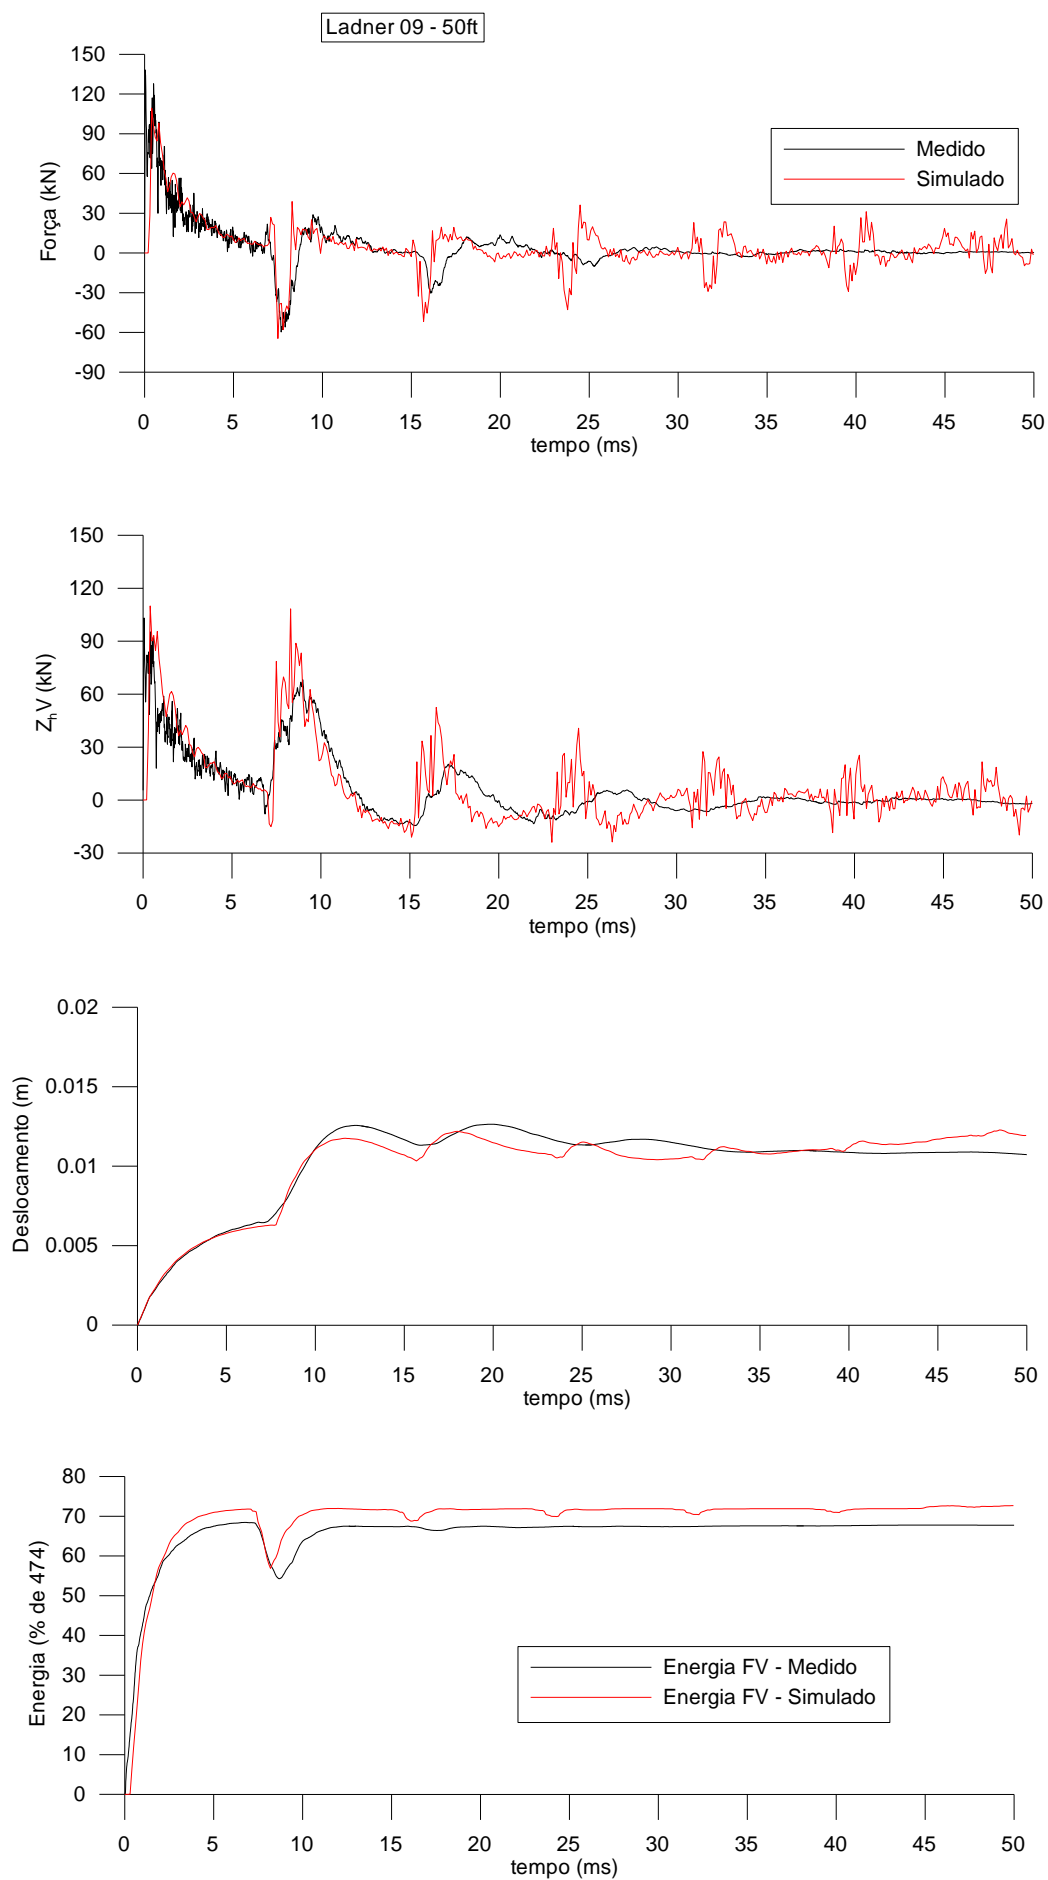 Ladner 09 - 50ft
150
120
90
60
30
0
-30
-60
-90
Força (kN)
Medido
Simulado
0 5 10 15 20 25 30 35 40 45 50
tempo (ms)
150
120
90
60
30
0
-30
ZhV (kN)
0 5 10 15 20 25 30 35 40 45 50
tempo (ms)
0.02
0.015
0.01
0.005
0
Deslocamento (m)
0 5 10 15 20 25 30 35 40 45 50
tempo (ms)
80
70
60
50
40
30
20
10
0
Energia (% de 474)
Energia FV - Medido
Energia FV - Simulado
0 5 10 15 20 25 30 35 40 45 50
tempo (ms)